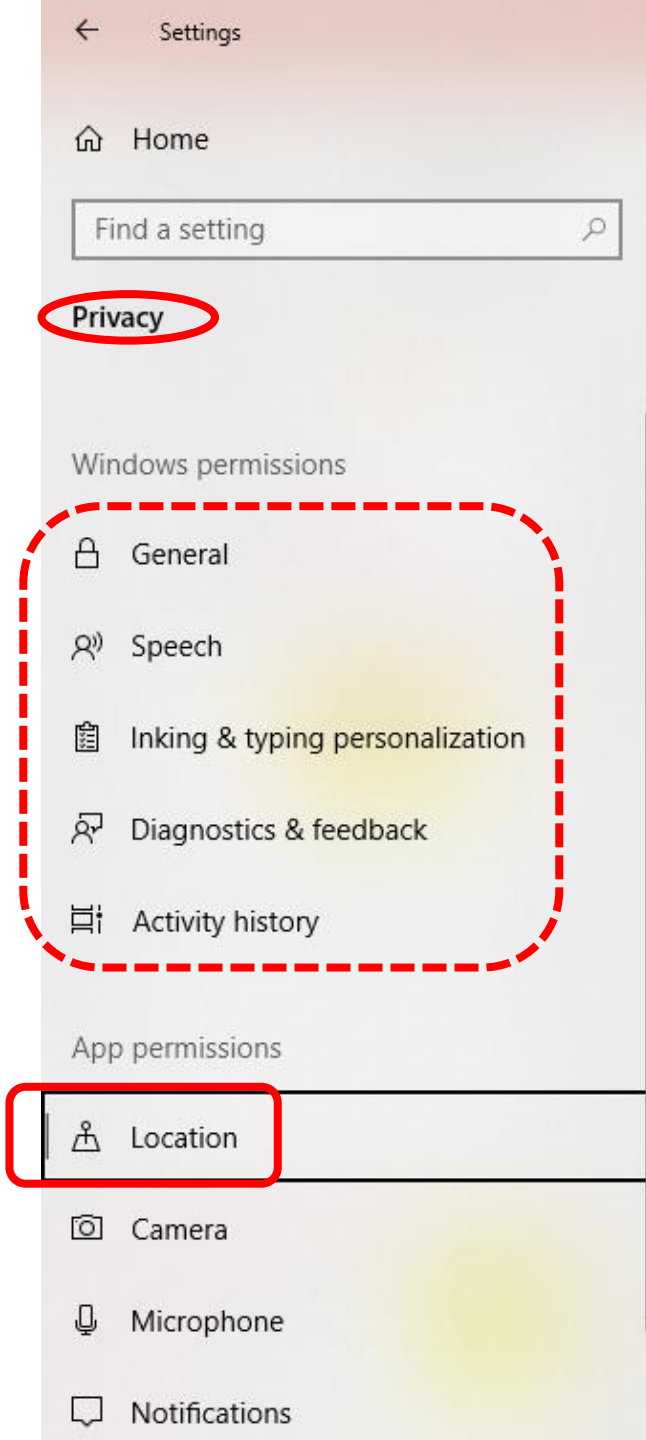 Settings
Home
Find a setting
Privacy
Windows permissions
General
Speech
Inking & typing personalization
Diagnostics & feedback
Activity history
App permissions
Location
Camera
Microphone
Notifications